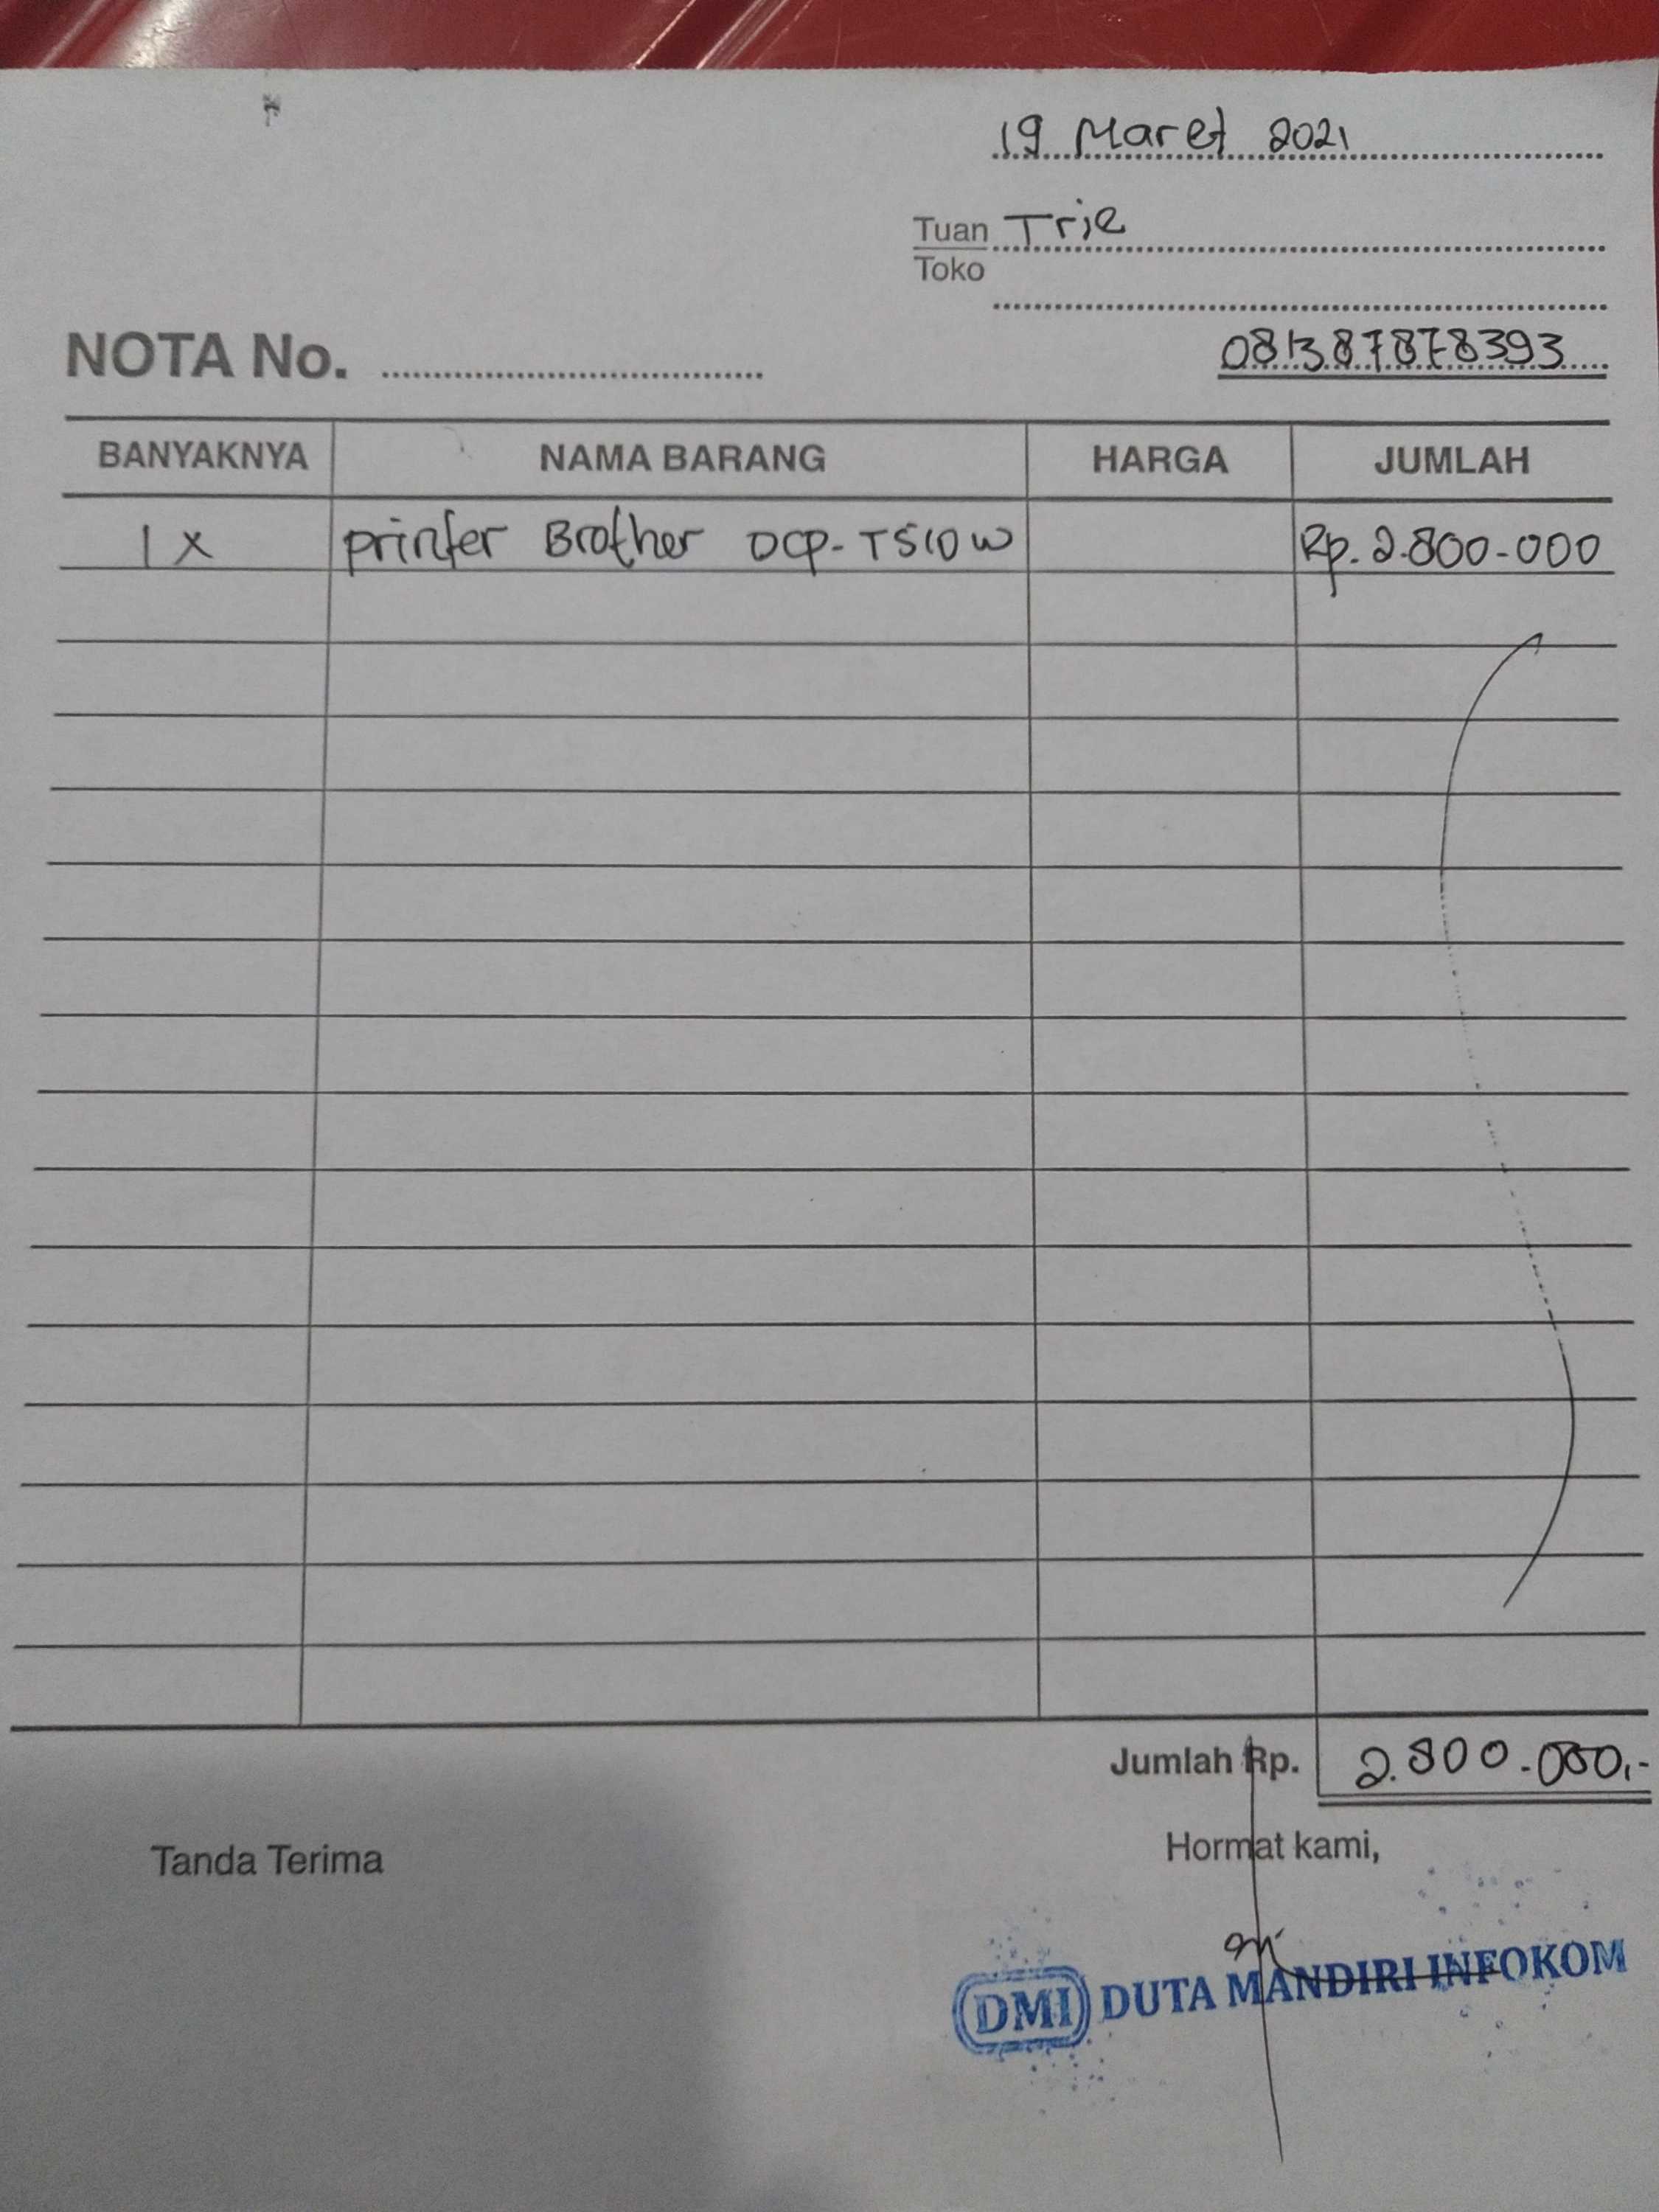 19 Maret 2021
Tuan Trie
Toko
NOTA No.
081387878393
BANYAKNYA NAMA BARANG HARGA JUMLAH
1 X printer Brother DCP-T510W Rp. 2.800-000
Jumlah Rp. 2.800.000,-
Tanda Terima Hormat kami,
DMI DUTA MANDIRI INFOKOM